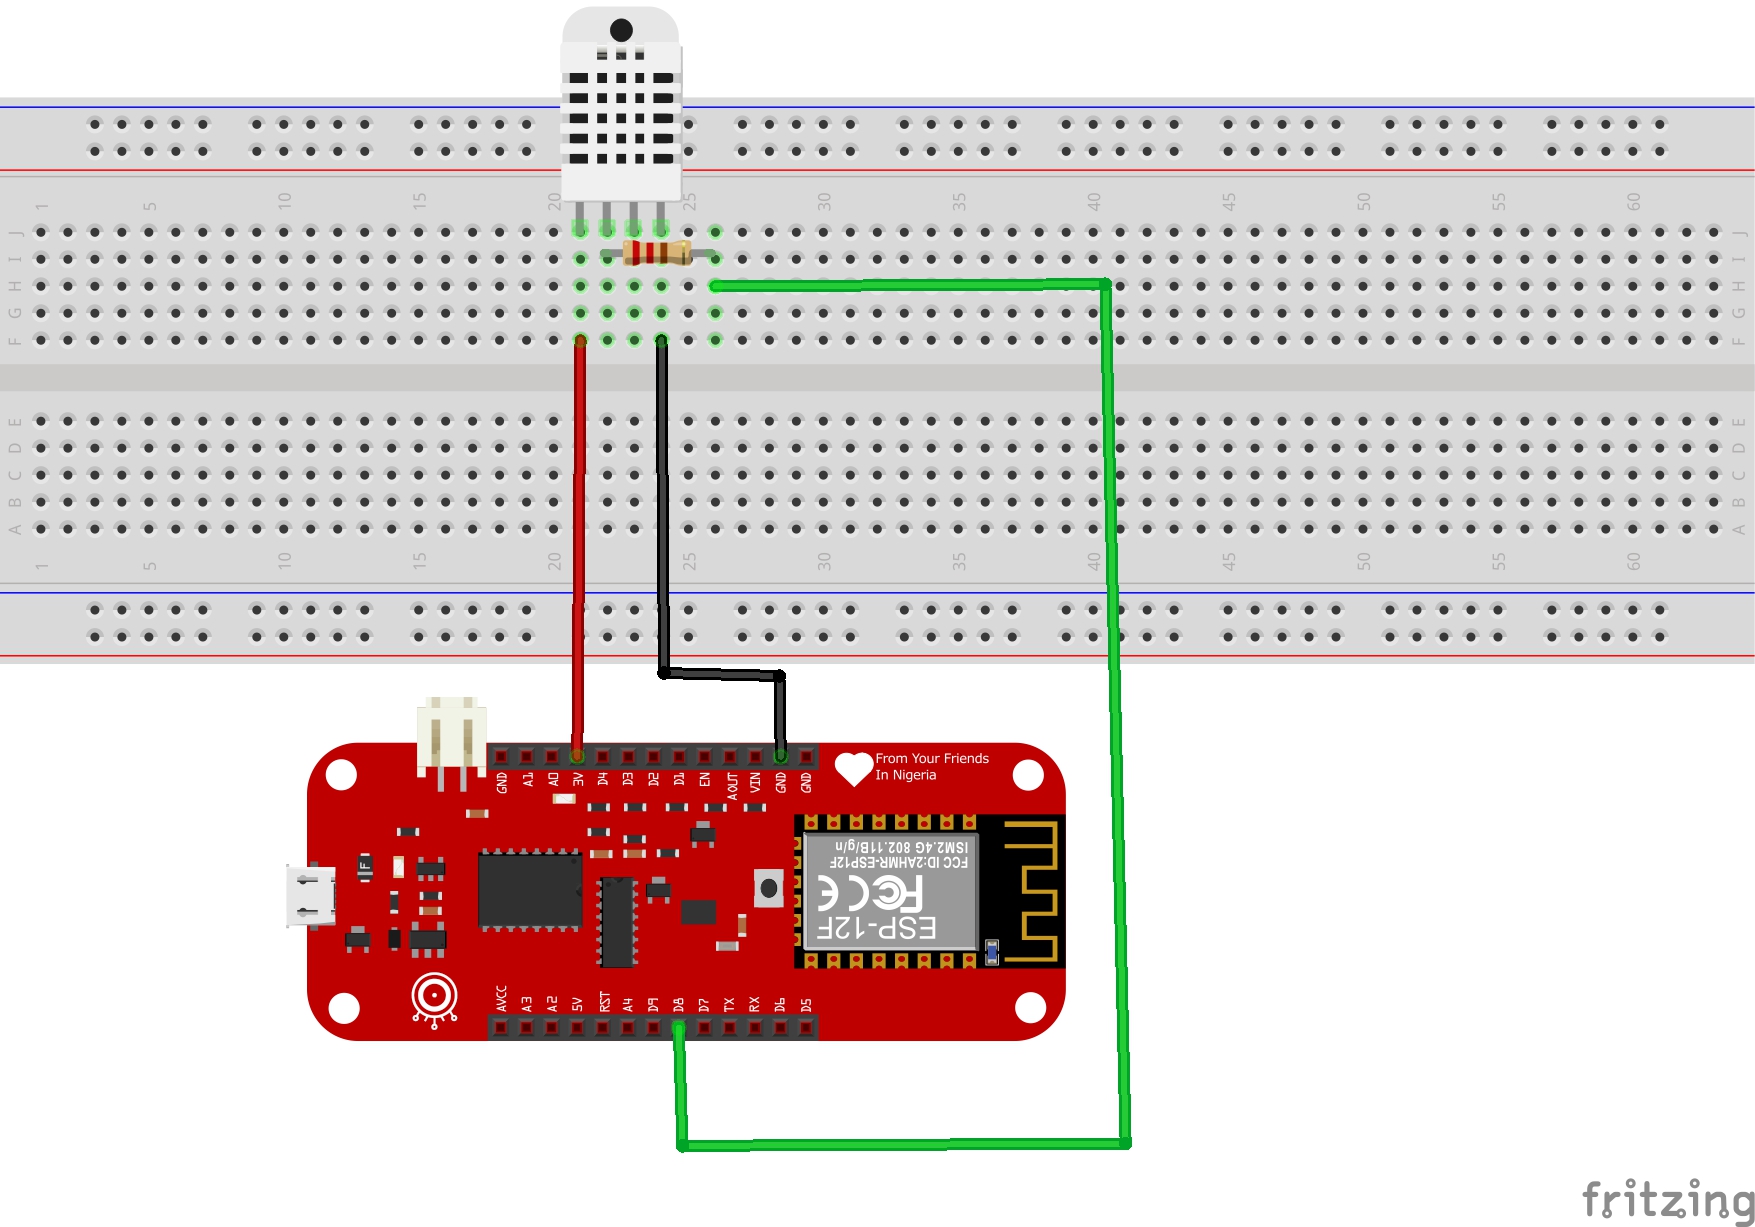 1 5 10 15 20 25 30 35 40 45 50 55 60
J J
I I
H H
G G
F F
E E
D D
C C
B B
A A
1 5 10 15 20 25 30 35 40 45 50 55 60
GND A1 A0 3V D4 D3 D2 D1 EN AOUT VIN GND GND
From Your Friends
In Nigeria
ISM2.4G 802.11B/g/n
FCC ID:2AHMR-ESP12F
FCC CE
ESP-12F
F
AVCC A3 A2 5V RST A4 D9 D8 D7 TX RX D6 D5
fritzing